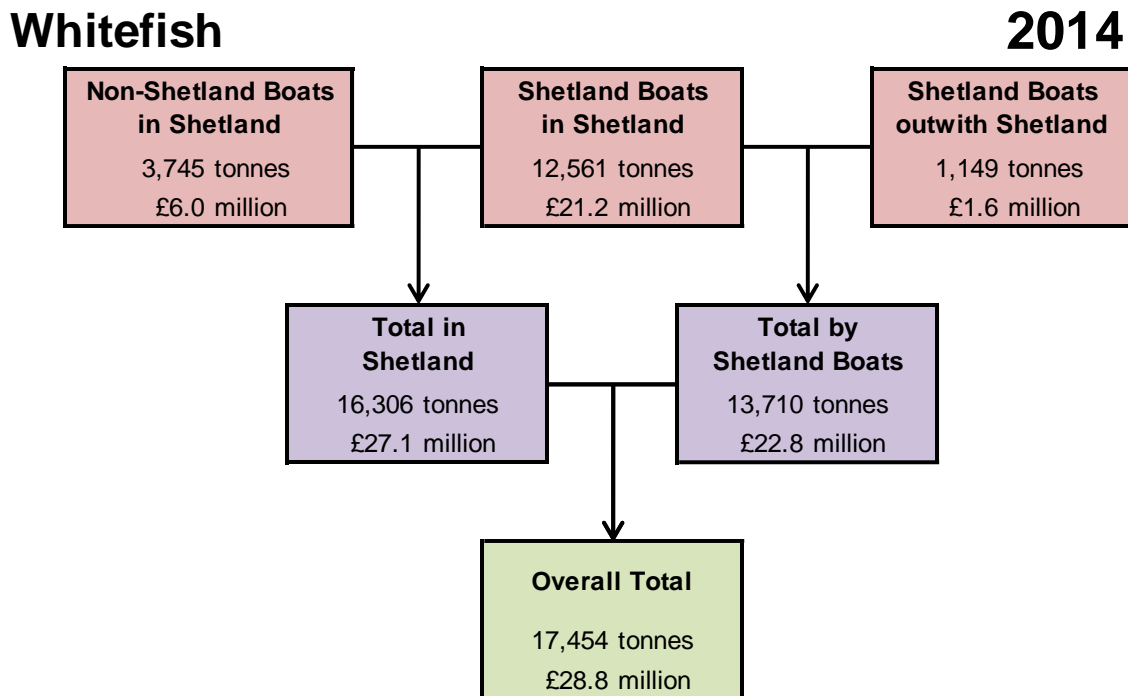 Whitefish
2014
Non-Shetland Boats
in Shetland
3,745 tonnes
£6.0 million
Shetland Boats
in Shetland
12,561 tonnes
£21.2 million
Shetland Boats
outwith Shetland
1,149 tonnes
£1.6 million
Total in
Shetland
16,306 tonnes
£27.1 million
Total by
Shetland Boats
13,710 tonnes
£22.8 million
Overall Total
17,454 tonnes
£28.8 million